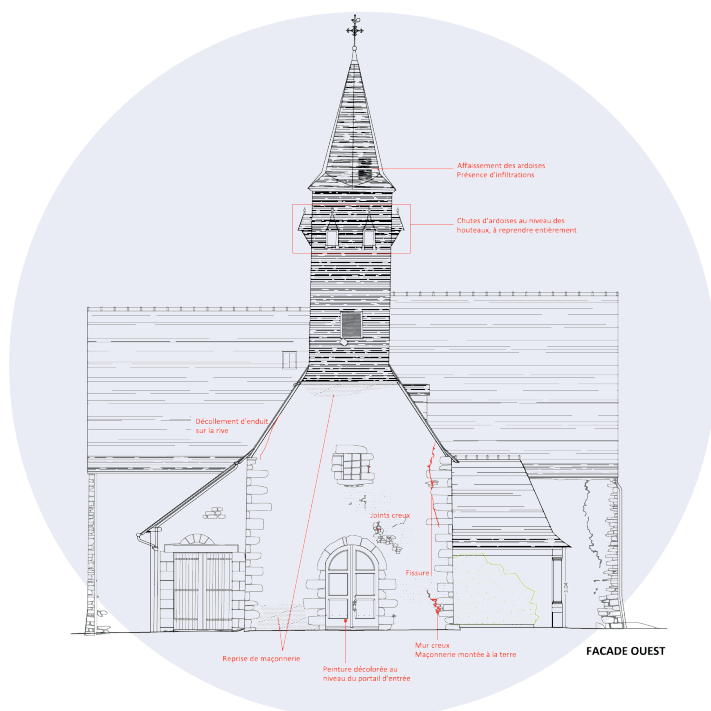 Affaissement des ardoises
Présence d'infiltrations
Chutes d'ardoises au niveau des
houteaux, à reprendre entièrement
Décollement d'enduit
sur la rive
Joints creux
Fissure
Mur creux
Maçonnerie montée à la terre
Reprise de maçonnerie
Peinture décolorée au
niveau du portail d'entrée
FACADE OUEST